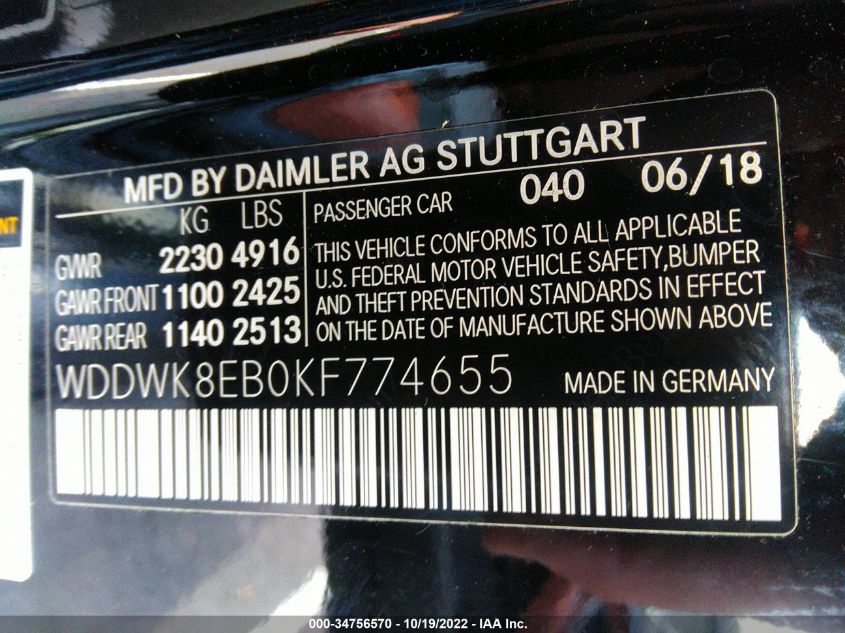 MFD BY DAIMLER AG STUTTGART
KG LBS
GVWR 2230 4916
GAWR FRONT 1100 2425
GAWR REAR 1140 2513
PASSENGER CAR 040 06/18
THIS VEHICLE CONFORMS TO ALL APPLICABLE
U.S. FEDERAL MOTOR VEHICLE SAFETY,BUMPER
AND THEFT PREVENTION STANDARDS IN EFFECT
ON THE DATE OF MANUFACTURE SHOWN ABOVE
WDDWK8EB0KF774655 MADE IN GERMANY
000-34756570 - 10/19/2022 - IAA Inc.